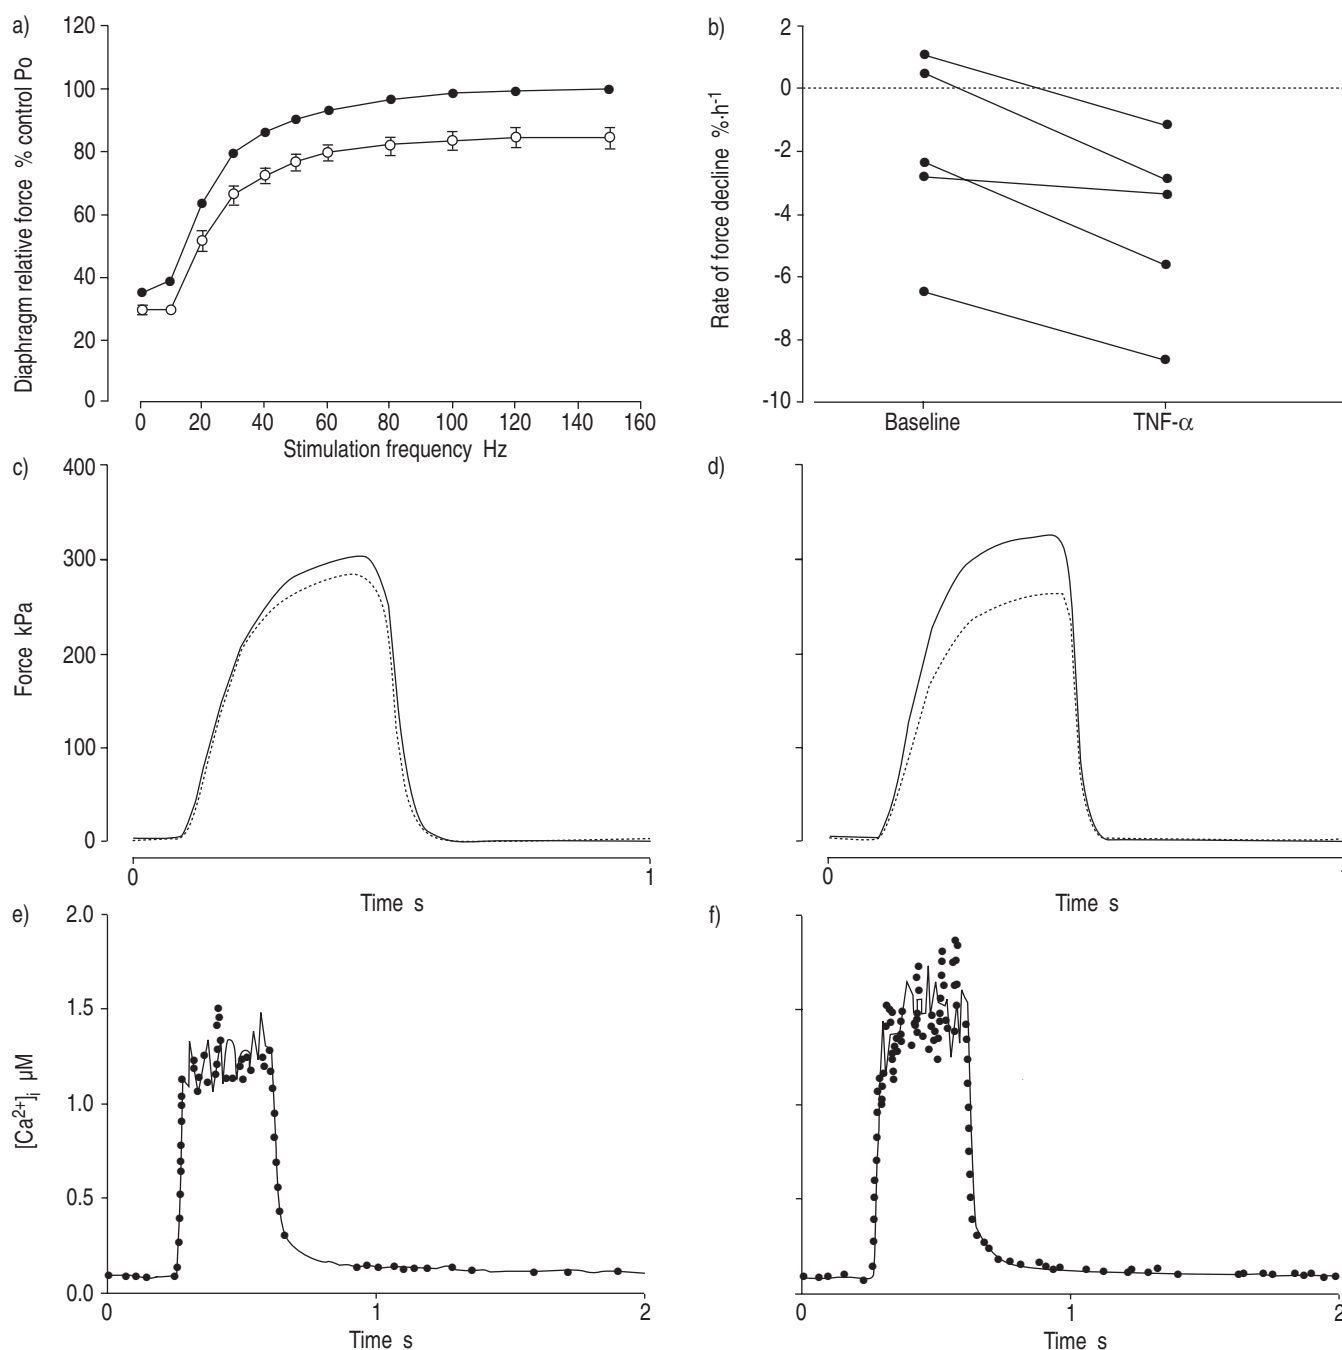 a)
120
100
80
60
40
20
0
Diaphragm relative force % control Po
0 20 40 60 80 100 120 140 160
Stimulation frequency Hz
b)
2
0
-2
-4
-6
-8
-10
Rate of force decline %·h-1
Baseline TNF-α
c)
400
300
200
100
0
Force kPa
0 1
Time s
d)
0
Time s
e)
2.0
1.5
1.0
0.5
0.0
[Ca2+]i µM
0 1 2
Time s
f)
0 1 2
Time s